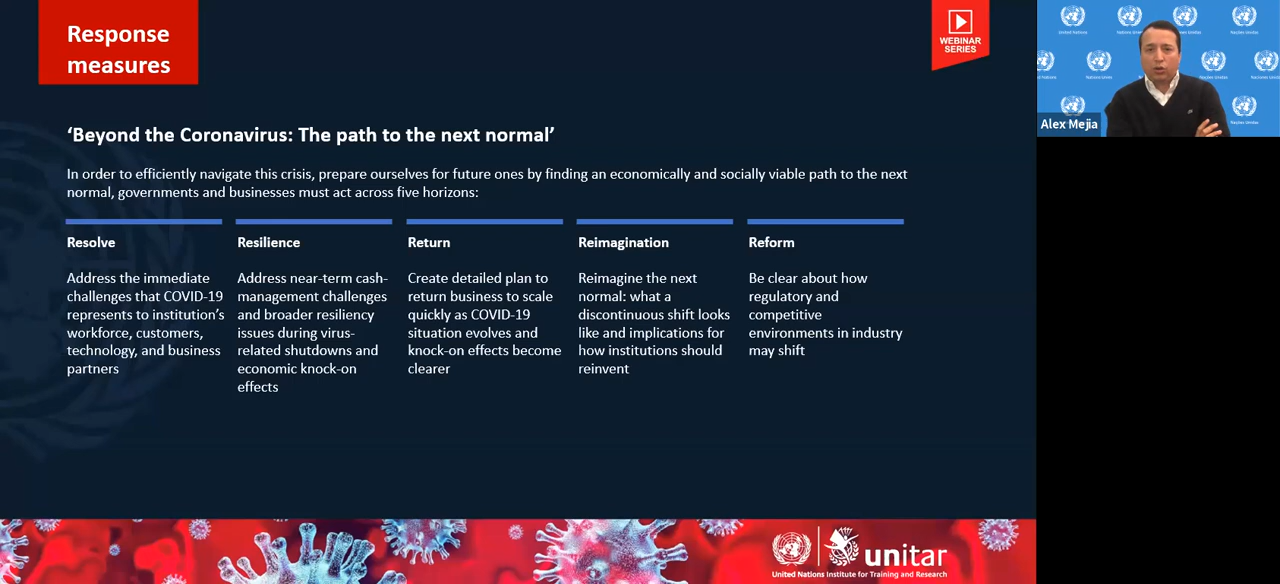 Response
measures
WEBINAR
SERIES
‘Beyond the Coronavirus: The path to the next normal’
In order to efficiently navigate this crisis, prepare ourselves for future ones by finding an economically and socially viable path to the next
normal, governments and businesses must act across five horizons:
Resolve
Address the immediate
challenges that COVID-19
represents to institution’s
workforce, customers,
technology, and business
partners
Resilience
Address near-term cash-
management challenges
and broader resiliency
issues during virus-
related shutdowns and
economic knock-on
effects
Return
Create detailed plan to
return business to scale
quickly as COVID-19
situation evolves and
knock-on effects become
clearer
Reimagination
Reimagine the next
normal: what a
discontinuous shift looks
like and implications for
how institutions should
reinvent
Reform
Be clear about how
regulatory and
competitive
environments in industry
may shift
unitar
United Nations Institute for Training and Research
United Nations
Nações Unidas
Alex Mejia